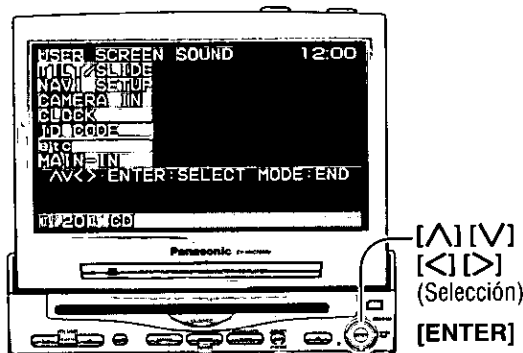 USER SCREEN SOUND 12:00
TILT/SLIDE
NAVI SETUP
CAMERA IN
CLOCK
ID CODE
etc
MAIN-IN
ΛV<>:ENTER:SELECT MODE:END
CD
Panasonic
[Λ] [V]
[<] [>]
(Selección)
[ENTER]